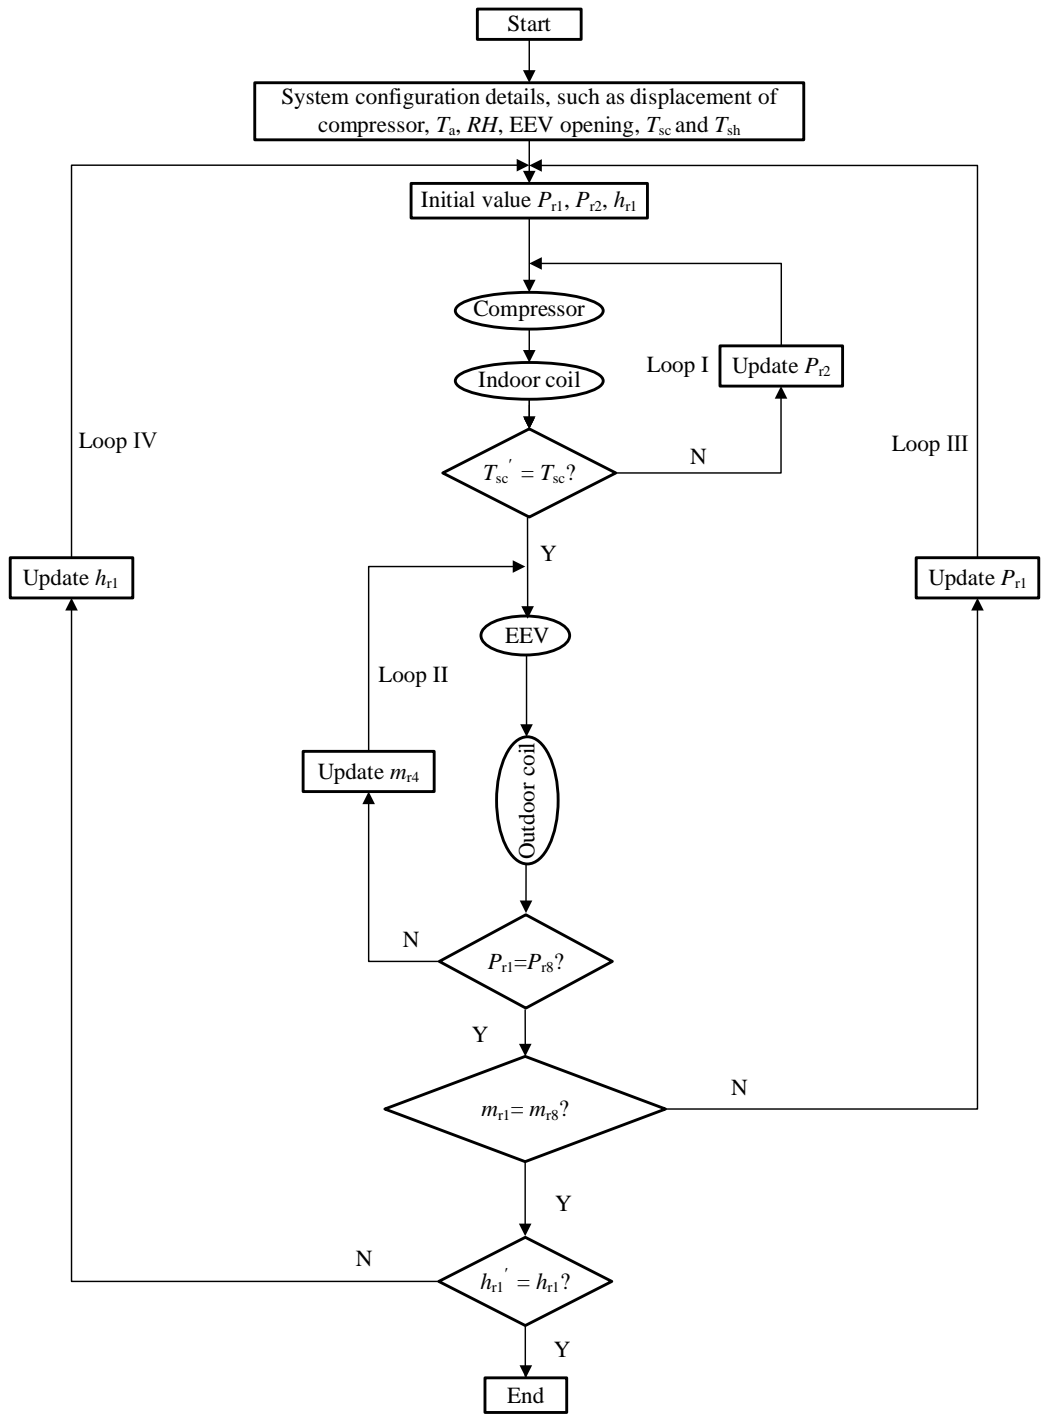 Start
System configuration details, such as displacement of
compressor, Ta, RH, EEV opening, Tsc and Tsh
Initial value Pr1, Pr2, hr1
Compressor
Loop I
Update Pr2
Indoor coil
Loop IV
Loop III
Tsc′ = Tsc?
N
Y
Update hr1
Update Pr1
EEV
Loop II
Update mr4
Outdoor coil
N
Pr1=Pr8?
Y
mr1= mr8?
N
Y
N
hr1′ = hr1?
Y
End